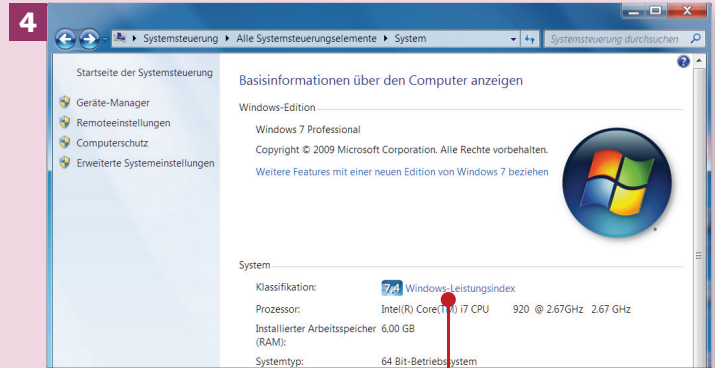 4
Systemsteuerung Alle Systemsteuerungselemente System
Systemsteuerung durchsuchen
Startseite der Systemsteuerung
Geräte-Manager
Remoteeinstellungen
Computerschutz
Erweiterte Systemeinstellungen
Basisinformationen über den Computer anzeigen
Windows-Edition
Windows 7 Professional
Copyright © 2009 Microsoft Corporation. Alle Rechte vorbehalten.
Weitere Features mit einer neuen Edition von Windows 7 beziehen
System
Klassifikation: 7,4 Windows-Leistungsindex
Prozessor: Intel(R) Core(TM) i7 CPU 920 @ 2.67GHz 2.67 GHz
Installierter Arbeitsspeicher 6,00 GB
(RAM):
Systemtyp: 64 Bit-Betriebssystem